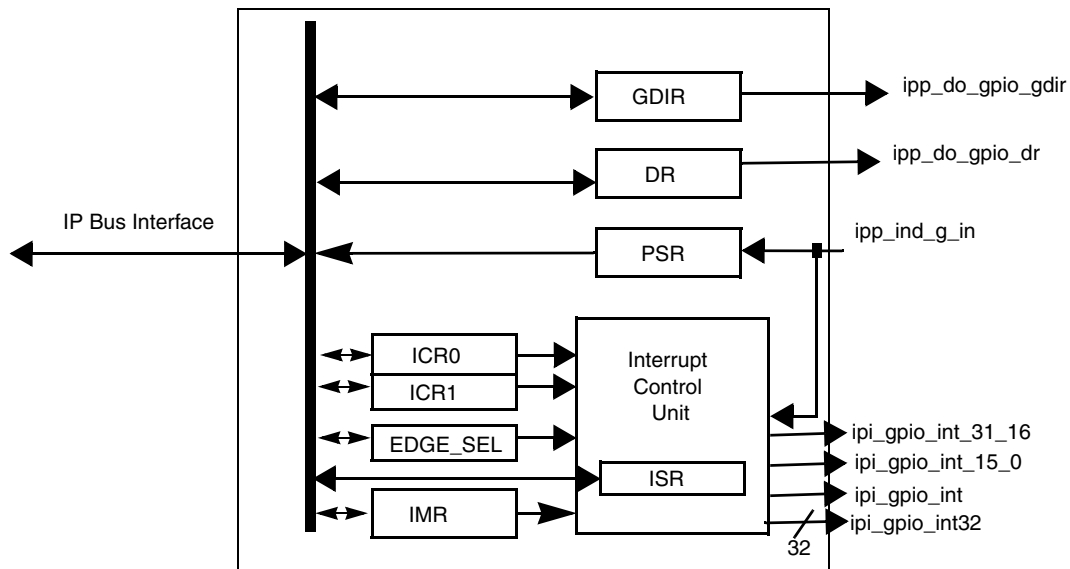 GDIR
ipp_do_gpio_gdir
DR
ipp_do_gpio_dr
IP Bus Interface
PSR
ipp_ind_g_in
ICR0
ICR1
EDGE_SEL
IMR
Interrupt
Control
Unit
ISR
ipi_gpio_int_31_16
ipi_gpio_int_15_0
ipi_gpio_int
ipi_gpio_int32
32